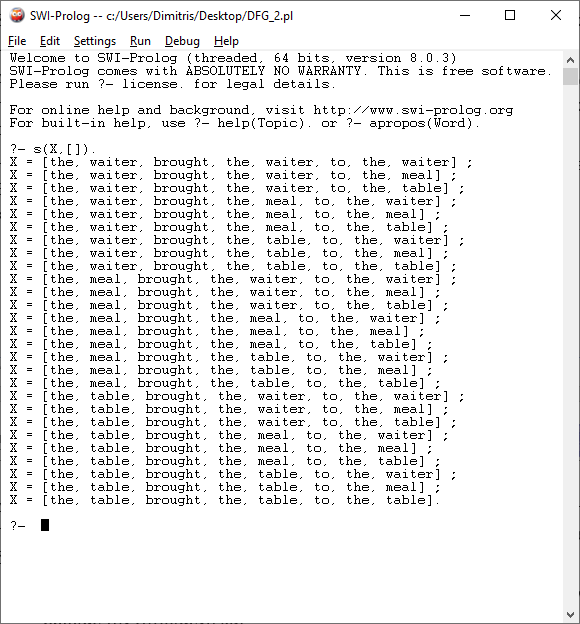 SWI-Prolog -- c:/Users/Dimitris/Desktop/DFG_2.pl
File Edit Settings Run Debug Help
Welcome to SWI-Prolog (threaded, 64 bits, version 8.0.3)
SWI-Prolog comes with ABSOLUTELY NO WARRANTY. This is free software.
Please run ?- license. for legal details.
For online help and background, visit http://www.swi-prolog.org
For built-in help, use ?- help(Topic). or ?- apropos(Word).
?- s(X,[]).
X = [the, waiter, brought, the, waiter, to, the, waiter] ;
X = [the, waiter, brought, the, waiter, to, the, meal] ;
X = [the, waiter, brought, the, waiter, to, the, table] ;
X = [the, waiter, brought, the, meal, to, the, waiter] ;
X = [the, waiter, brought, the, meal, to, the, meal] ;
X = [the, waiter, brought, the, meal, to, the, table] ;
X = [the, waiter, brought, the, table, to, the, waiter] ;
X = [the, waiter, brought, the, table, to, the, meal] ;
X = [the, waiter, brought, the, table, to, the, table] ;
X = [the, meal, brought, the, waiter, to, the, waiter] ;
X = [the, meal, brought, the, waiter, to, the, meal] ;
X = [the, meal, brought, the, waiter, to, the, table] ;
X = [the, meal, brought, the, meal, to, the, waiter] ;
X = [the, meal, brought, the, meal, to, the, meal] ;
X = [the, meal, brought, the, meal, to, the, table] ;
X = [the, meal, brought, the, table, to, the, waiter] ;
X = [the, meal, brought, the, table, to, the, meal] ;
X = [the, meal, brought, the, table, to, the, table] ;
X = [the, table, brought, the, waiter, to, the, waiter] ;
X = [the, table, brought, the, waiter, to, the, meal] ;
X = [the, table, brought, the, waiter, to, the, table] ;
X = [the, table, brought, the, meal, to, the, waiter] ;
X = [the, table, brought, the, meal, to, the, meal] ;
X = [the, table, brought, the, meal, to, the, table] ;
X = [the, table, brought, the, table, to, the, waiter] ;
X = [the, table, brought, the, table, to, the, meal] ;
X = [the, table, brought, the, table, to, the, table].
?-